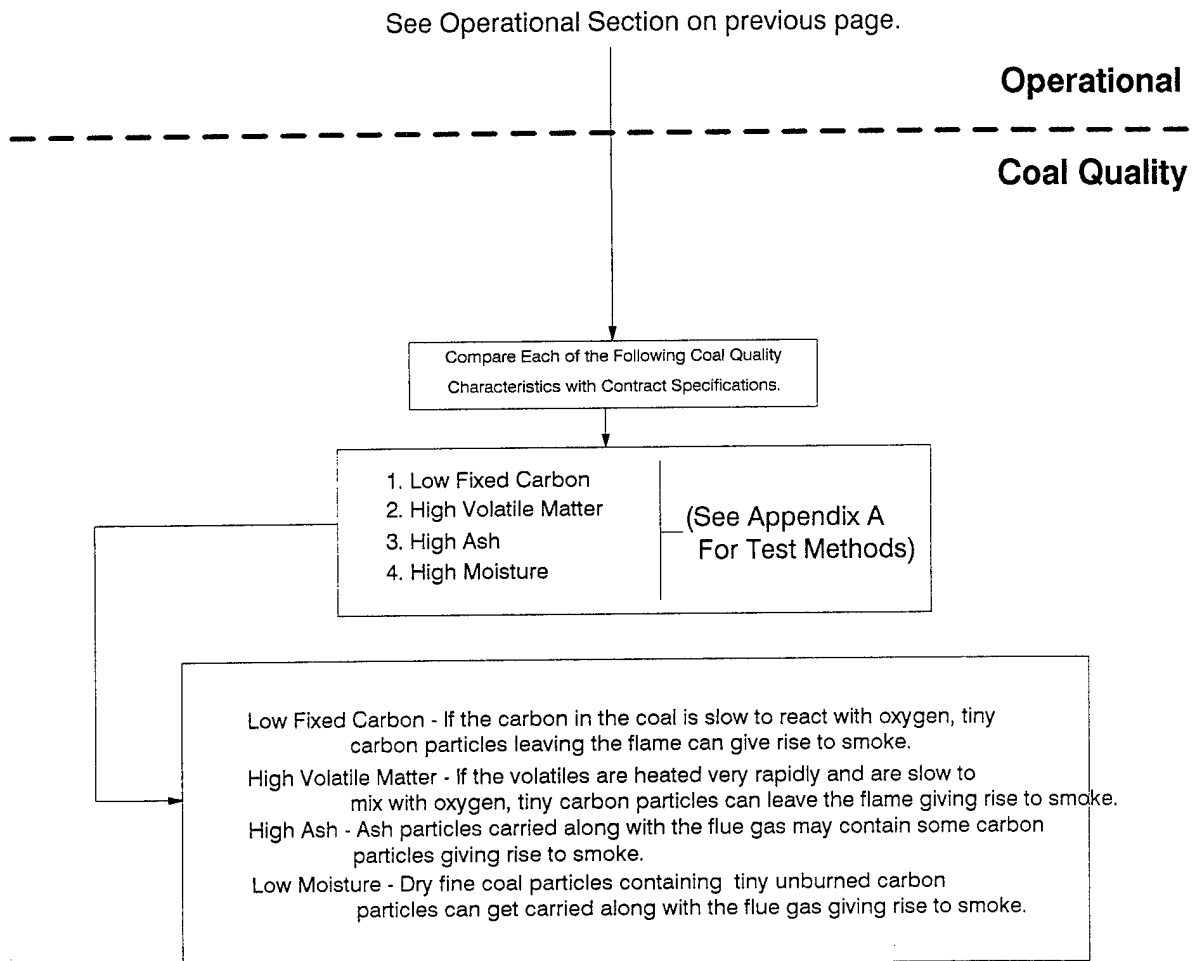 See Operational Section on previous page.
Operational
Coal Quality
Compare Each of the Following Coal Quality
Characteristics with Contract Specifications.
1. Low Fixed Carbon
2. High Volatile Matter
3. High Ash
4. High Moisture
(See Appendix A
For Test Methods)
Low Fixed Carbon - If the carbon in the coal is slow to react with oxygen, tiny
carbon particles leaving the flame can give rise to smoke.
High Volatile Matter - If the volatiles are heated very rapidly and are slow to
mix with oxygen, tiny carbon particles can leave the flame giving rise to smoke.
High Ash - Ash particles carried along with the flue gas may contain some carbon
particles giving rise to smoke.
Low Moisture - Dry fine coal particles containing tiny unburned carbon
particles can get carried along with the flue gas giving rise to smoke.